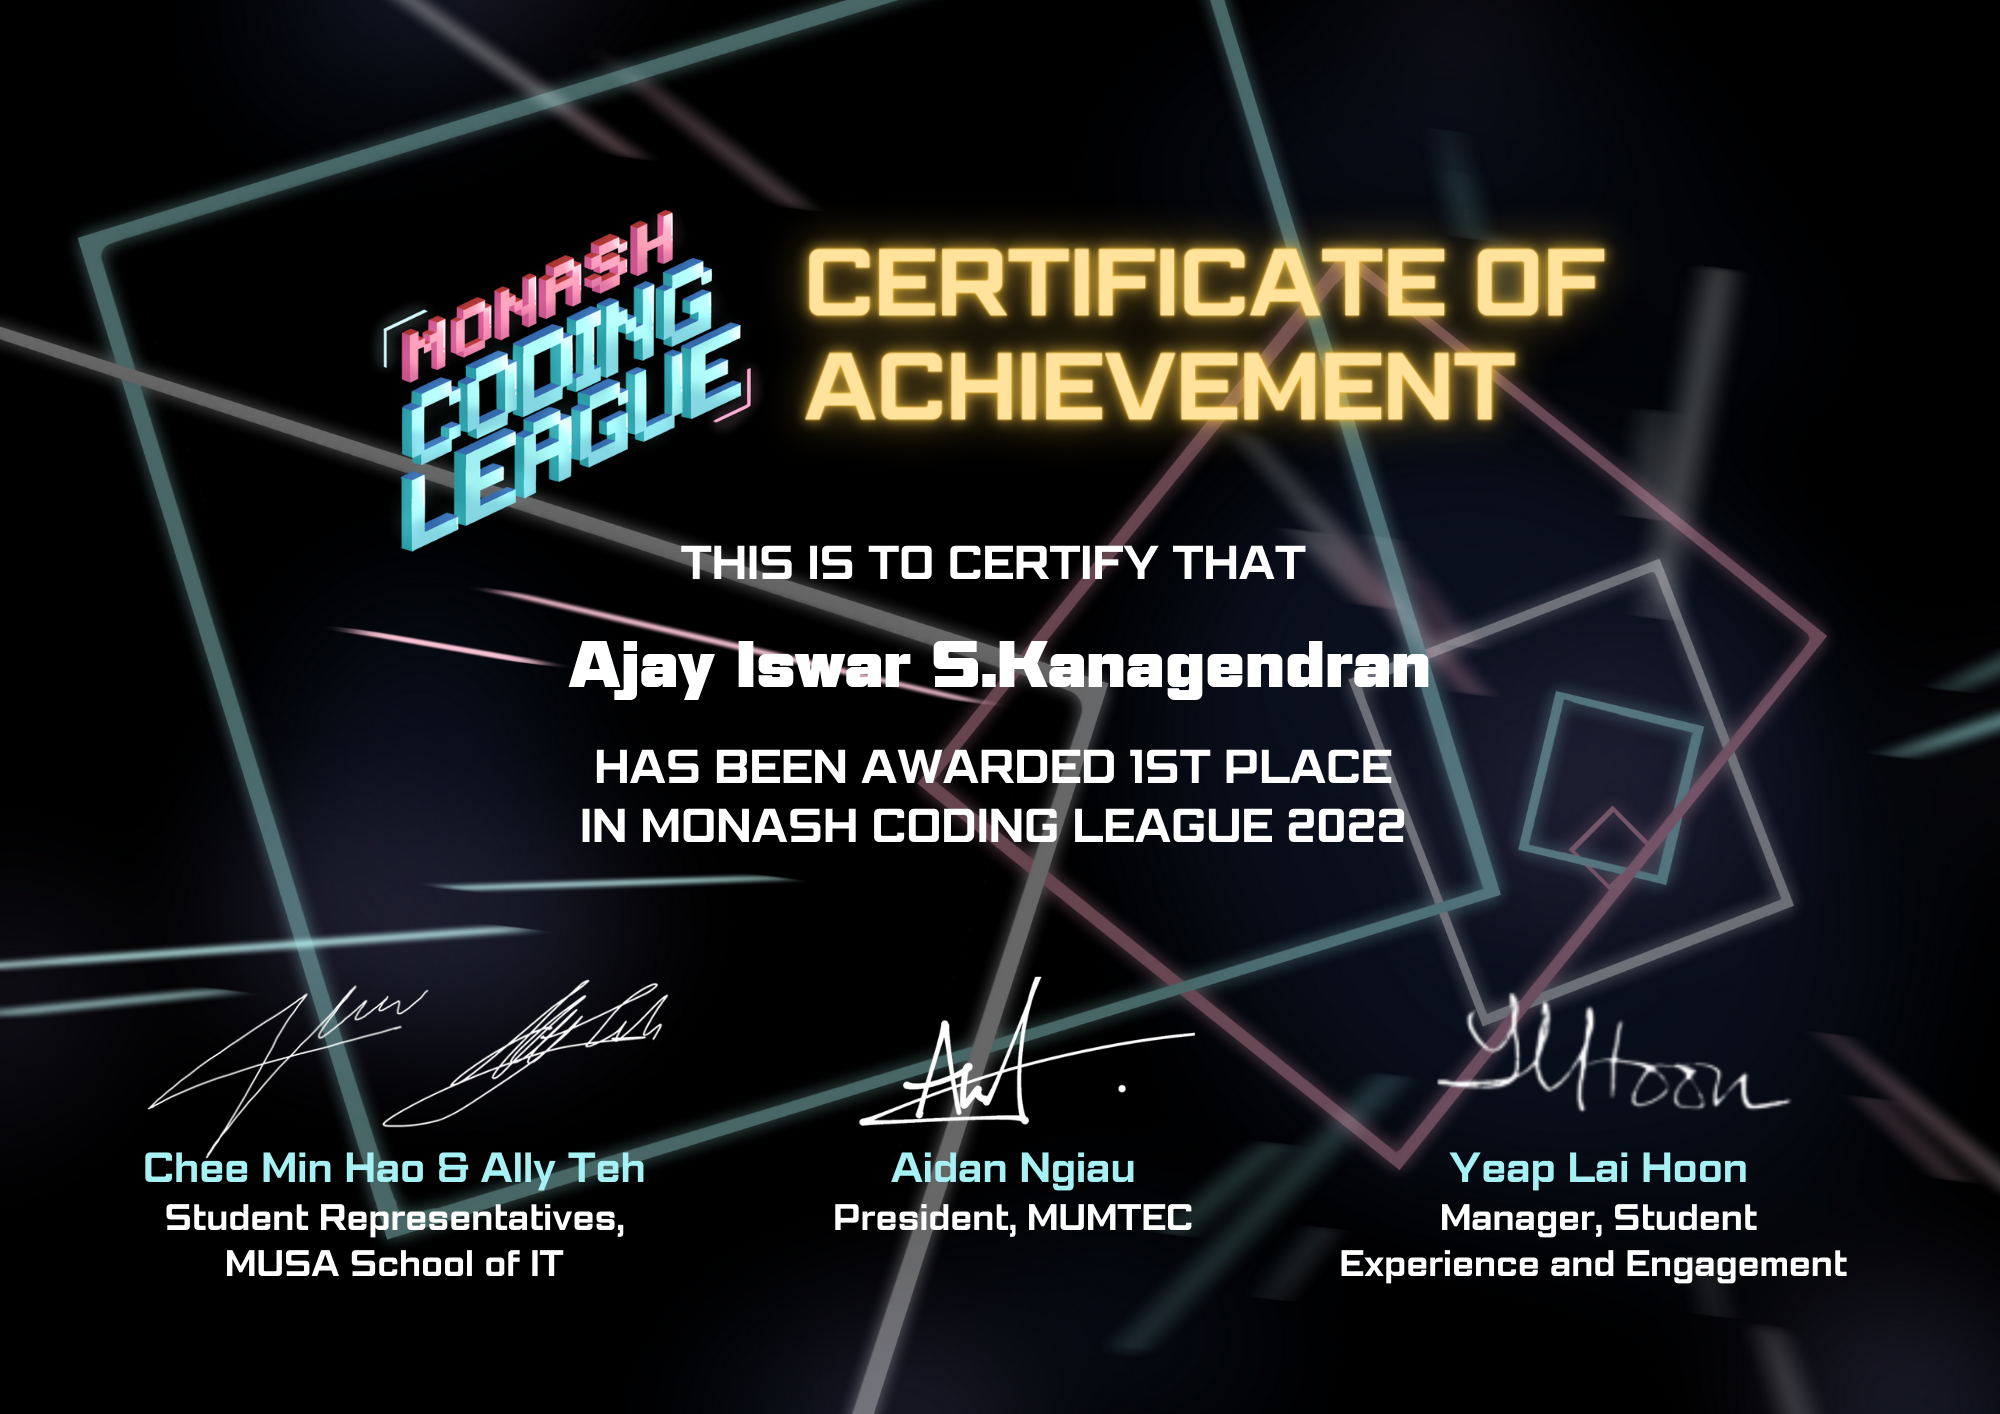 MONASH
CODING
LEAGUE
CERTIFICATE OF
ACHIEVEMENT
THIS IS TO CERTIFY THAT
Ajay Iswar S.Kanagendran
HAS BEEN AWARDED 1ST PLACE
IN MONASH CODING LEAGUE 2022
Chee Min Hao & Ally Teh
Student Representatives,
MUSA School of IT
Aidan Ngiau
President, MUMTEC
YLHoon
Yeap Lai Hoon
Manager, Student
Experience and Engagement